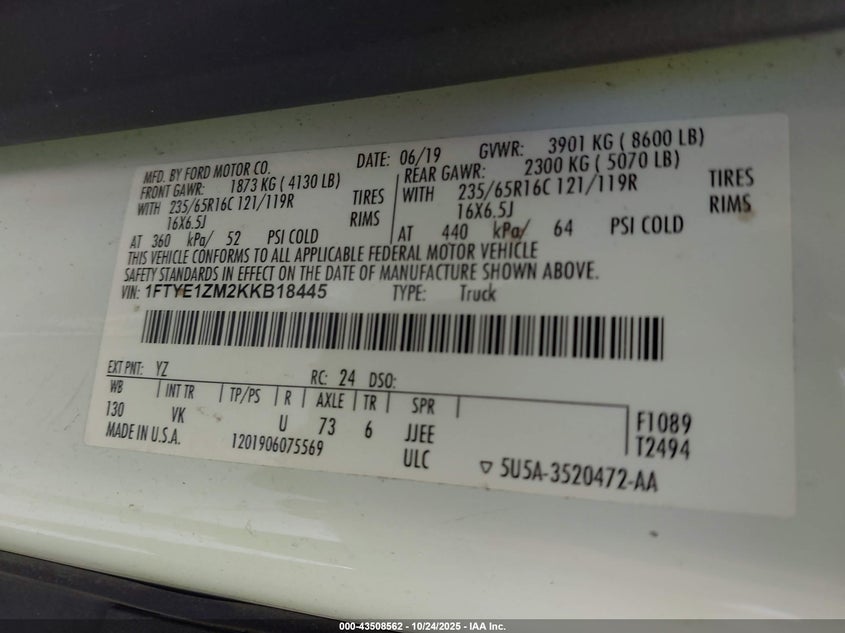 MFD. BY FORD MOTOR CO. DATE: 06/19 GVWR: 3901 KG ( 8600 LB)
FRONT GAWR: 1873 KG ( 4130 LB) REAR GAWR: 2300 KG ( 5070 LB)
WITH 235/65R16C 121/119R TIRES WITH 235/65R16C 121/119R TIRES
16X6.5J RIMS 16X6.5J RIMS
AT 360 kPa/ 52 PSI COLD AT 440 kPa/ 64 PSI COLD
THIS VEHICLE CONFORMS TO ALL APPLICABLE FEDERAL MOTOR VEHICLE
SAFETY STANDARDS IN EFFECT ON THE DATE OF MANUFACTURE SHOWN ABOVE.
VIN: 1FTYE1ZM2KKB18445 TYPE: Truck
EXT PNT: YZ RC: 24 DSO:
WB INT TR TP/PS R AXLE TR SPR
130 VK U 73 6 JJEE F1089
MADE IN U.S.A. 1201906075569 ULC T2494
▽ 5U5A-3520472-AA
000-43508562 - 10/24/2025 - IAA Inc.